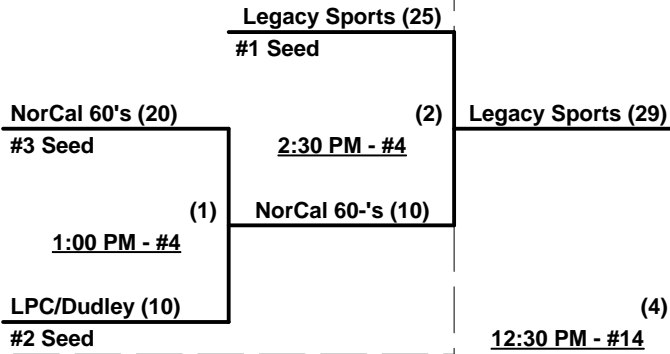 Legacy Sports (25)
#1 Seed
NorCal 60's (20)
(2)
Legacy Sports (29)
#3 Seed
2:30 PM - #4
(1)
NorCal 60-'s (10)
1:00 PM - #4
LPC/Dudley (10)
(4)
#2 Seed
12:30 PM - #14